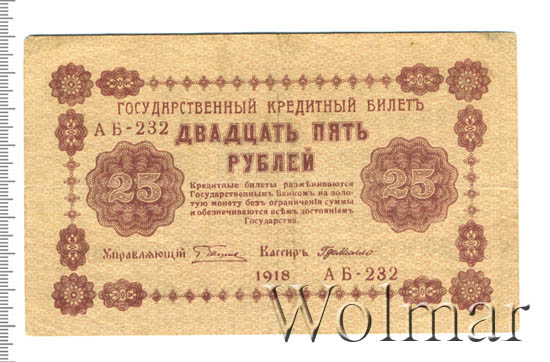 ГОСУДАРСТВЕННЫЙ КРЕДИТНЫЙ БИЛЕТЪ
АБ-232
ДВАДЦАТЬ ПЯТЬ
РУБЛЕЙ
25
25
Кредитные билеты размѣниваются
Государственнымъ Банкомъ на золо-
тую монету безъ ограниченія суммы
и обезпечиваются всѣмъ достояніемъ
Государства.
Управляющій
Кассиръ
1918
АБ-232
Wolmar